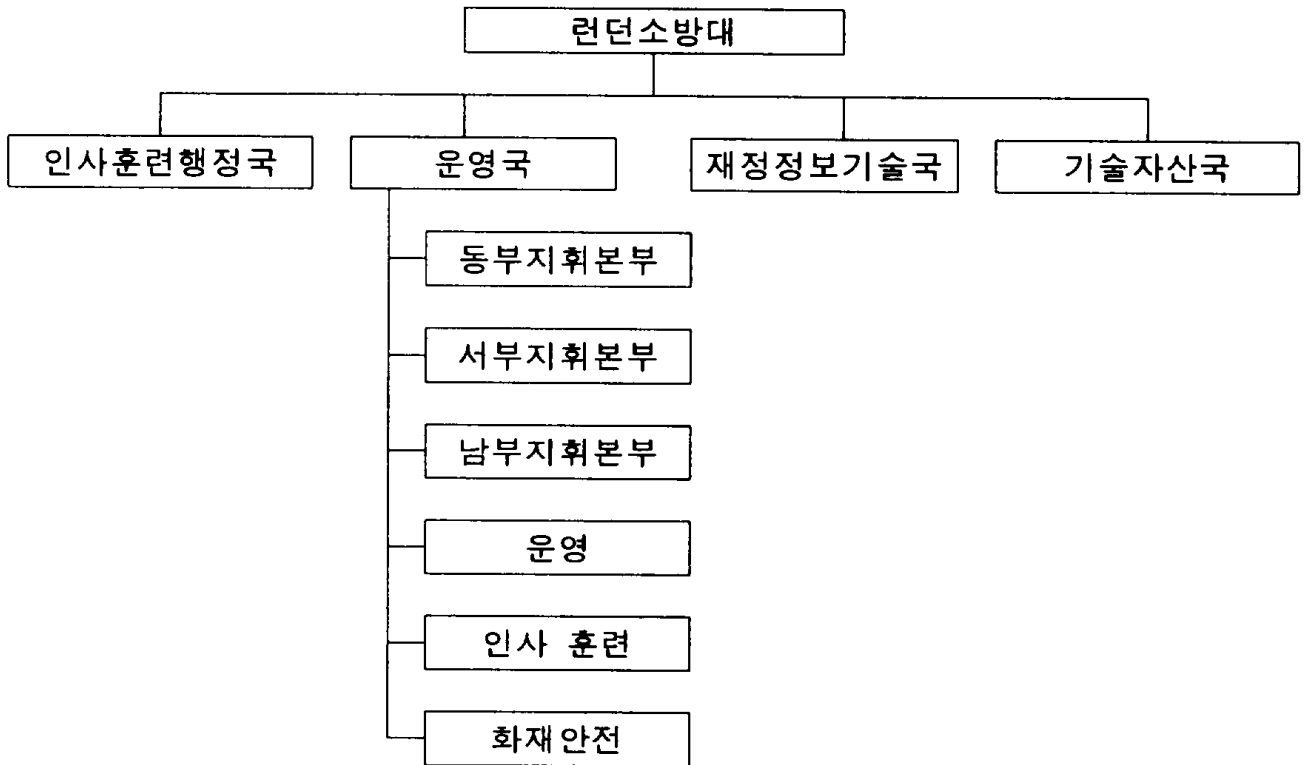 런던소방대
인사훈련행정국
운영국
재정정보기술국
기술자산국
동부지휘본부
서부지휘본부
남부지휘본부
운영
인사 훈련
화재안전